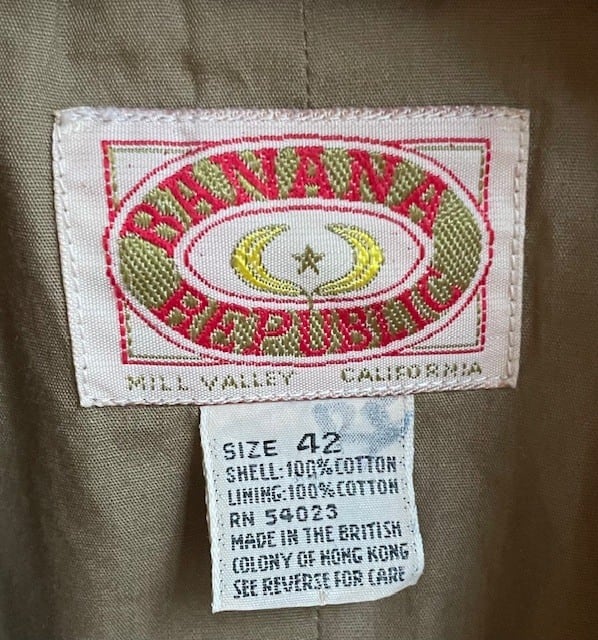 BANANA
REPUBLIC
MILL VALLEY CALIFORNIA
SIZE 42
SHELL:100%COTTON
LINING:100%COTTON
RN 54023
MADE IN THE BRITISH
COLONY OF HONG KONG
SEE REVERSE FOR CARE